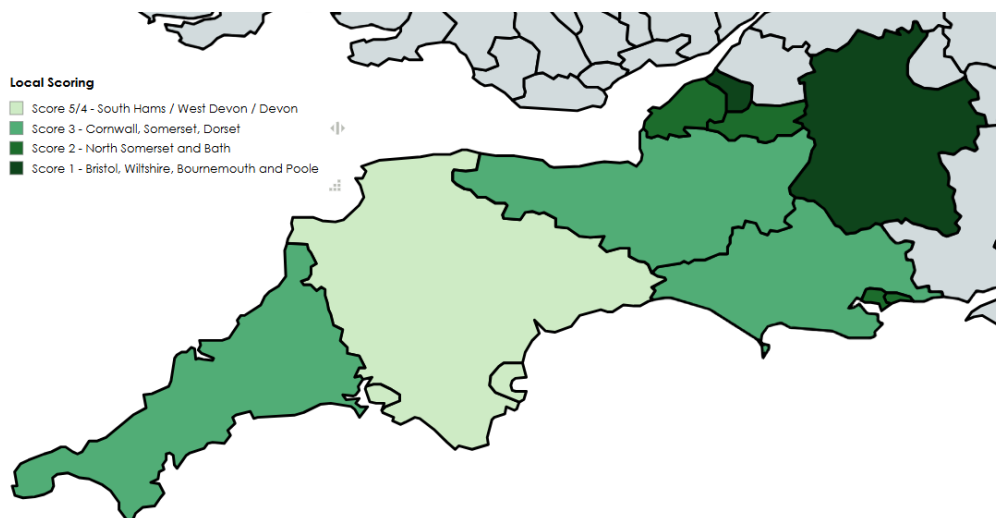 Local Scoring
Score 5/4 - South Hams / West Devon / Devon
Score 3 - Cornwall, Somerset, Dorset
Score 2 - North Somerset and Bath
Score 1 - Bristol, Wiltshire, Bournemouth and Poole